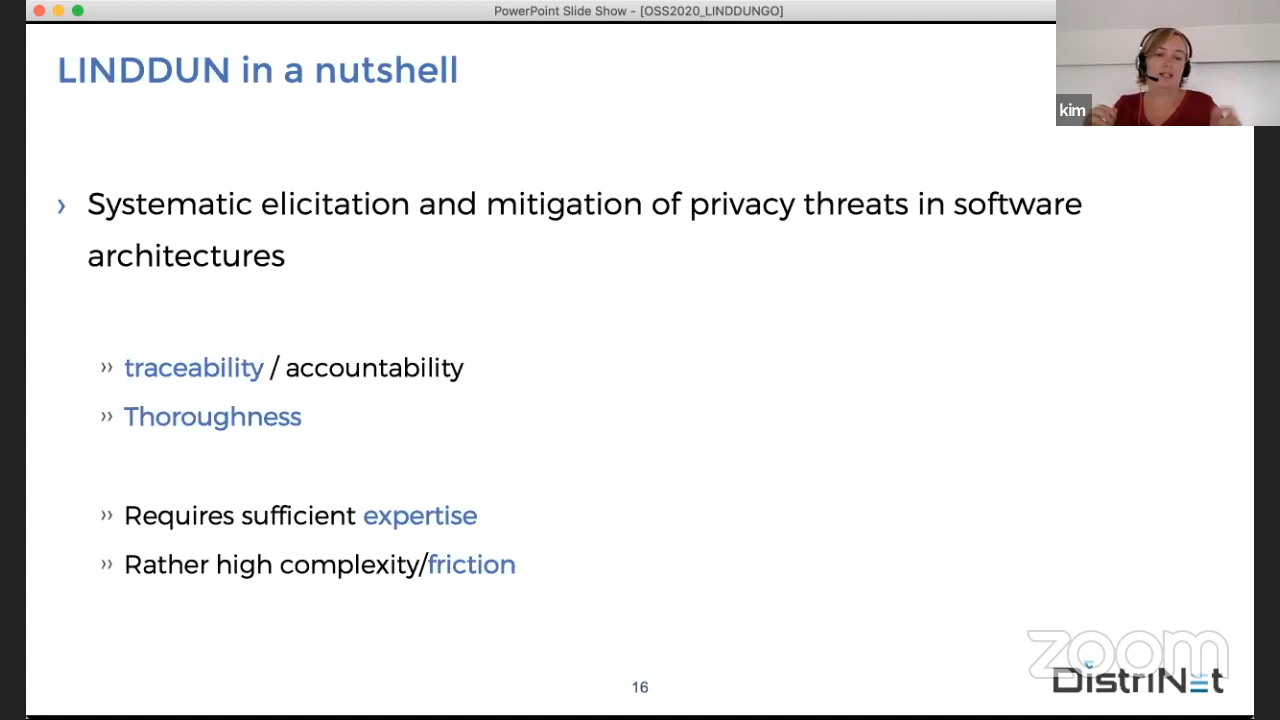 PowerPoint Slide Show - [OSS2020_LINDDUNGO]
LINDDUN in a nutshell
kim
› Systematic elicitation and mitigation of privacy threats in software
architectures
›› traceability / accountability
›› Thoroughness
›› Requires sufficient expertise
›› Rather high complexity/friction
zoom
DistriNet
16